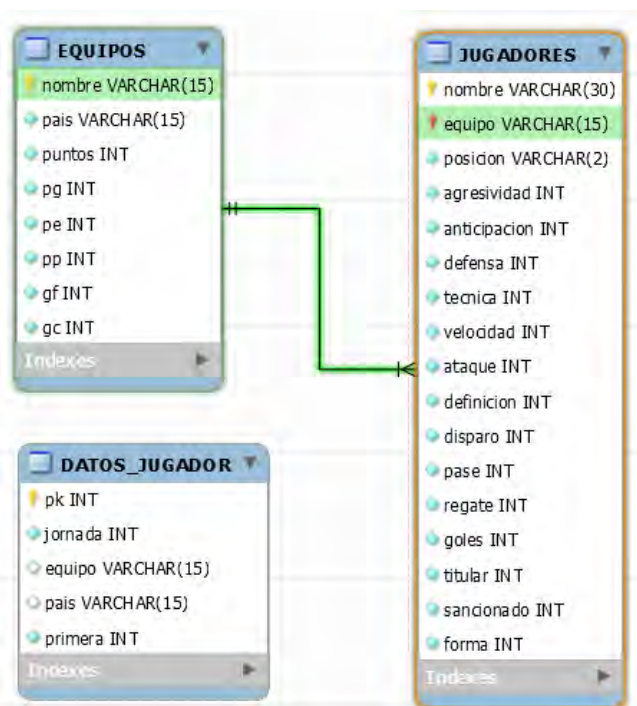 EQUIPOS
nombre VARCHAR(15)
pais VARCHAR(15)
puntos INT
pg INT
pe INT
pp INT
gf INT
gc INT
Indexes
JUGADORES
nombre VARCHAR(30)
equipo VARCHAR(15)
posicion VARCHAR(2)
agresividad INT
anticipacion INT
defensa INT
tecnica INT
velocidad INT
ataque INT
definicion INT
disparo INT
pase INT
regate INT
goles INT
titular INT
sancionado INT
forma INT
Indexes
DATOS_JUGADOR
pk INT
jornada INT
equipo VARCHAR(15)
pais VARCHAR(15)
primera INT
Indexes